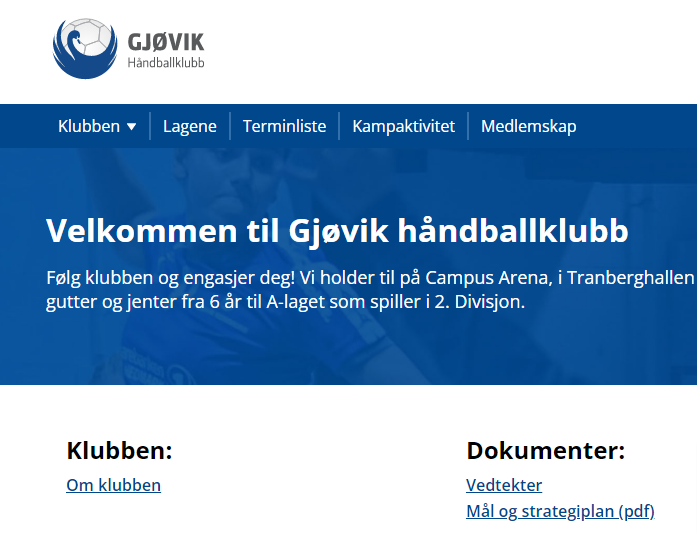 GJØVIK
Håndballklubb
Klubben
Lagene
Terminliste
Kampaktivitet
Medlemskap
Velkommen til Gjøvik håndballklubb
Følg klubben og engasjer deg! Vi holder til på Campus Arena, i Tranberghallen
gutter og jenter fra 6 år til A-laget som spiller i 2. Divisjon.
Klubben:
Om klubben
Dokumenter:
Vedtekter
Mål og strategiplan (pdf)